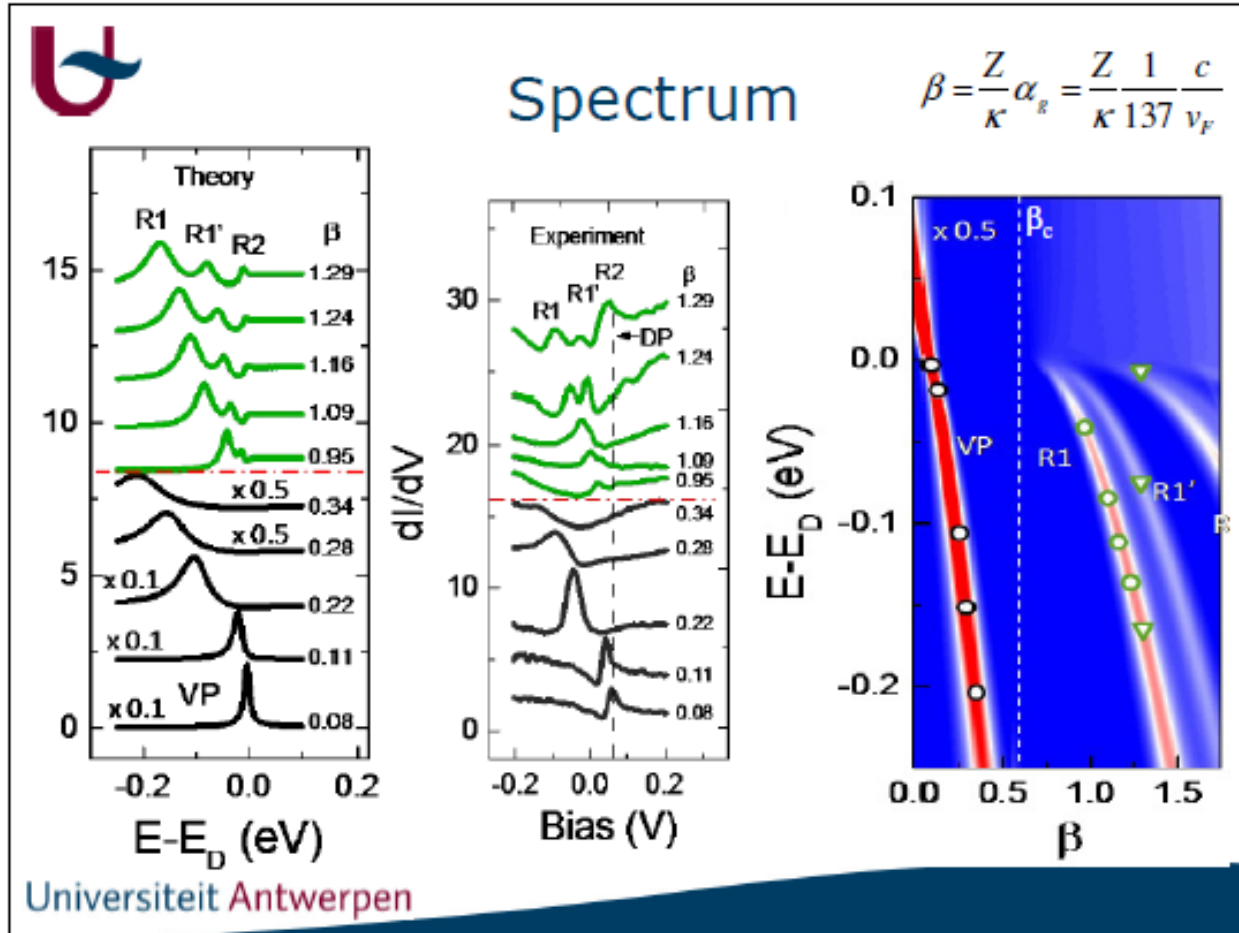 Spectrum
β = Z/κ α_g = Z/κ 1/137 c/v_F
Theory
R1
R1'
R2
β
1.29
1.24
1.16
1.09
0.95
x 0.5
0.34
x 0.5
0.28
x 0.1
0.22
x 0.1
0.11
x 0.1
VP
0.08
15
10
5
0
-0.2
0.0
0.2
E-E_D (eV)
dI/dV
Experiment
R1
R1'
R2
β
1.29
DP
1.24
1.16
1.09
0.95
0.34
0.28
0.22
0.11
0.08
30
20
10
0
-0.2
0.0
0.2
Bias (V)
E-E_D (eV)
0.1
0.0
-0.1
-0.2
x 0.5
β_c
VP
R1
R1'
0.0
0.5
1.0
1.5
β
Universiteit Antwerpen